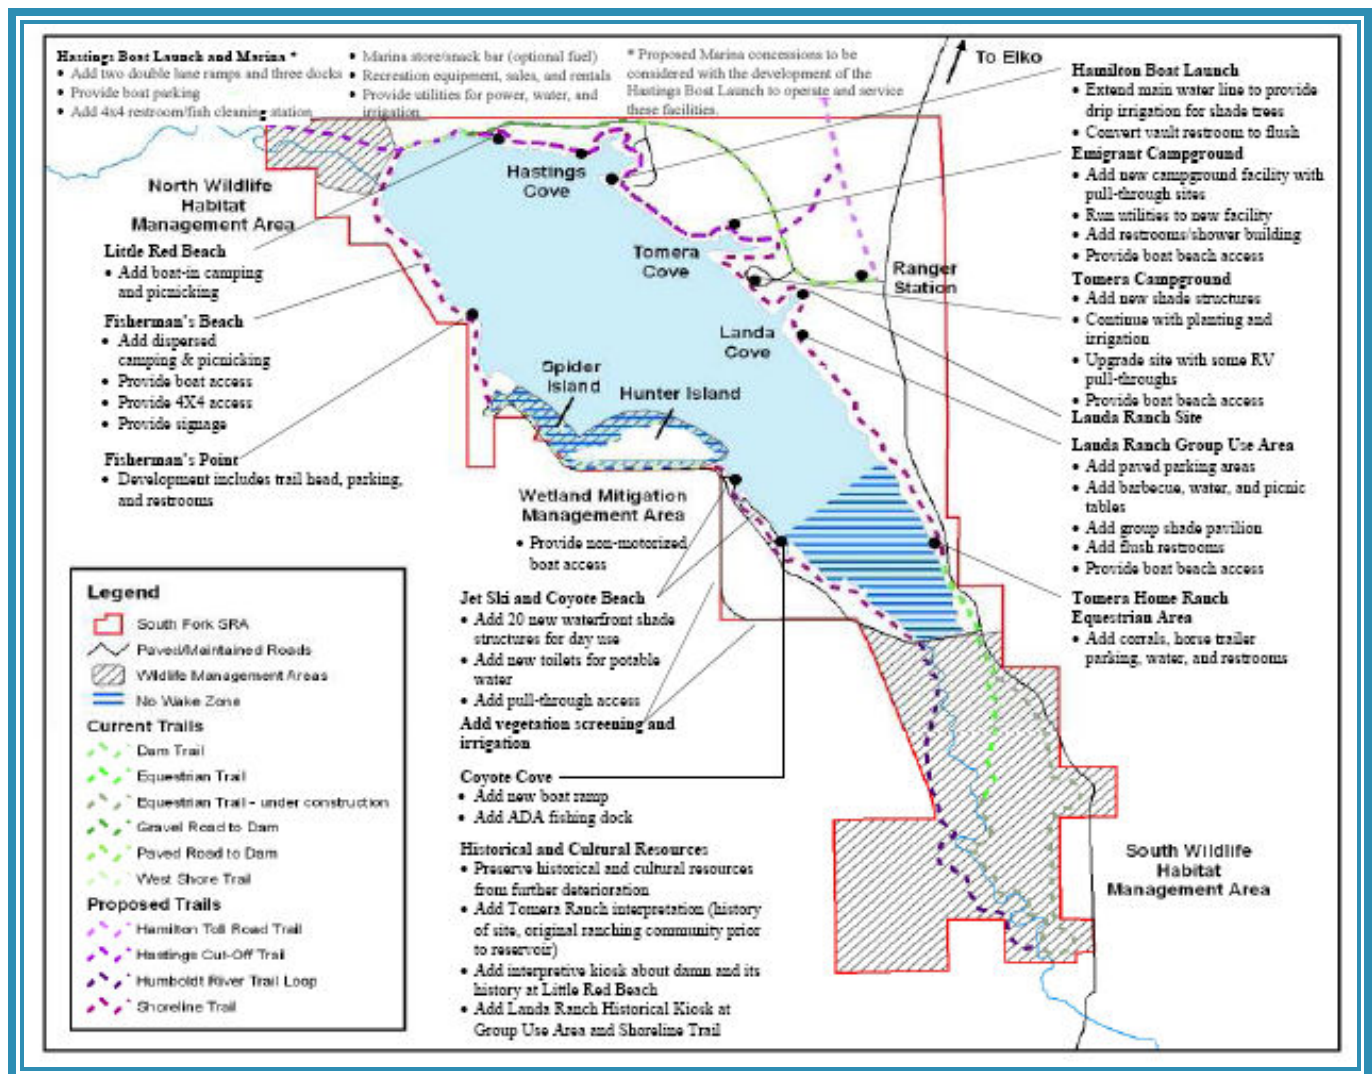 Hastings Boat Launch and Marina *
• Add two double lane ramps and three docks
• Provide boat parking
• Add 4x4 restroom/fish cleaning station
• Marina store/snack bar (optional fuel)
• Recreation equipment, sales, and rentals
• Provide utilities for power, water, and
irrigation
* Proposed Marina concessions to be
considered with the development of the
Hastings Boat Launch to operate and service
these facilities.
To Elko
Hamilton Boat Launch
• Extend main water line to provide
drip irrigation for shade trees
• Convert vault restroom to flush
Emigrant Campground
• Add new campground facility with
pull-through sites
• Run utilities to new facility
• Add restrooms/shower building
• Provide boat beach access
Tomera Campground
• Add new shade structures
• Continue with planting and
irrigation
• Upgrade site with some RV
pull-throughs
• Provide boat beach access
Landa Ranch Site
Landa Ranch Group Use Area
• Add paved parking areas
• Add barbecue, water, and picnic
tables
• Add group shade pavilion
• Add flush restrooms
• Provide boat beach access
Tomera Home Ranch
Equestrian Area
• Add corrals, horse trailer
parking, water, and restrooms
North Wildlife
Habitat
Management Area
Little Red Beach
• Add boat-in camping
and picnicking
Fisherman's Beach
• Add dispersed
camping & picnicking
• Provide boat access
• Provide 4X4 access
• Provide signage
Fisherman's Point
• Development includes trail head, parking,
and restrooms
Hastings
Cove
Tomera
Cove
Ranger
Station
Landa
Cove
Spider
Island
Hunter Island
Wetland Mitigation
Management Area
• Provide non-motorized
boat access
Jet Ski and Coyote Beach
• Add 20 new waterfront shade
structures for day use
• Add new toilets for potable
water
• Add pull-through access
Add vegetation screening and
irrigation
Coyote Cove
• Add new boat ramp
• Add ADA fishing dock
Historical and Cultural Resources
• Preserve historical and cultural resources
from further deterioration
• Add Tomera Ranch interpretation (history
of site, original ranching community prior
to reservoir)
• Add interpretive kiosk about damn and its
history at Little Red Beach
• Add Landa Ranch Historical Kiosk at
Group Use Area and Shoreline Trail
South Wildlife
Habitat
Management Area
Legend
South Fork SRA
Paved/Maintained Roads
Wildlife Management Areas
No Wake Zone
Current Trails
Dam Trail
Equestrian Trail
Equestrian Trail - under construction
Gravel Road to Dam
Paved Road to Dam
West Shore Trail
Proposed Trails
Hamilton Toll Road Trail
Hastings Cut-Off Trail
Humboldt River Trail Loop
Shoreline Trail